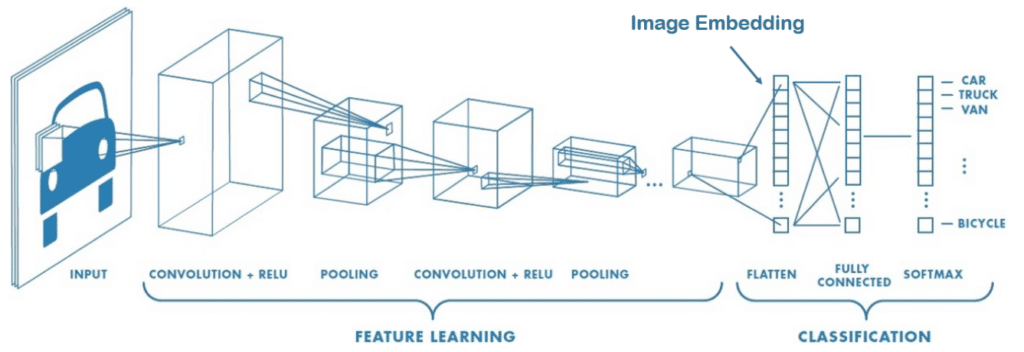 Image Embedding
CAR
TRUCK
VAN
BICYCLE
INPUT
CONVOLUTION + RELU
POOLING
CONVOLUTION + RELU
POOLING
FLATTEN
FULLY
CONNECTED
SOFTMAX
FEATURE LEARNING
CLASSIFICATION